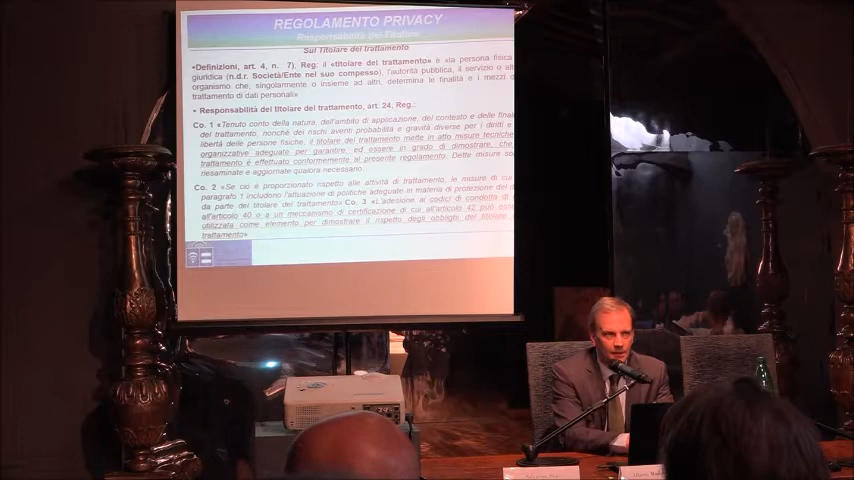 REGOLAMENTO PRIVACY
Responsabilità del Titolare
Sul Titolare del trattamento
•Definizioni, art. 4, n. 7), Reg: il «titolare del trattamento» è «la persona fisica
giuridica (n.d.r. Società/Ente nel suo compesso), l'autorità pubblica, il servizio o alt
organismo che, singolarmente o insieme ad altri, determina le finalità e i mezzi d
trattamento di dati personali»
• Responsabilità del titolare del trattamento, art. 24, Reg.:
Co. 1 «Tenuto conto della natura, dell'ambito di applicazione, del contesto e delle final
del trattamento, nonché dei rischi aventi probabilità e gravità diverse per i diritti e
libertà delle persone fisiche, il titolare del trattamento mette in atto misure tecniche
organizzative adeguate per garantire, ed essere in grado di dimostrare, che
trattamento è effettuato conformemente al presente regolamento. Dette misure so
riesaminate e aggiornate qualora necessario.
Co. 2 «Se ciò è proporzionato rispetto alle attività di trattamento, le misure di cui
paragrafo 1 includono l'attuazione di politiche adeguate in materia di protezione dei d
da parte del titolare del trattamento» Co. 3 «L'adesione ai codici di condotta di
all'articolo 40 o a un meccanismo di certificazione di cui all'articolo 42 può esse
utilizzata come elemento per dimostrare il rispetto degli obblighi del titolare
trattamento»